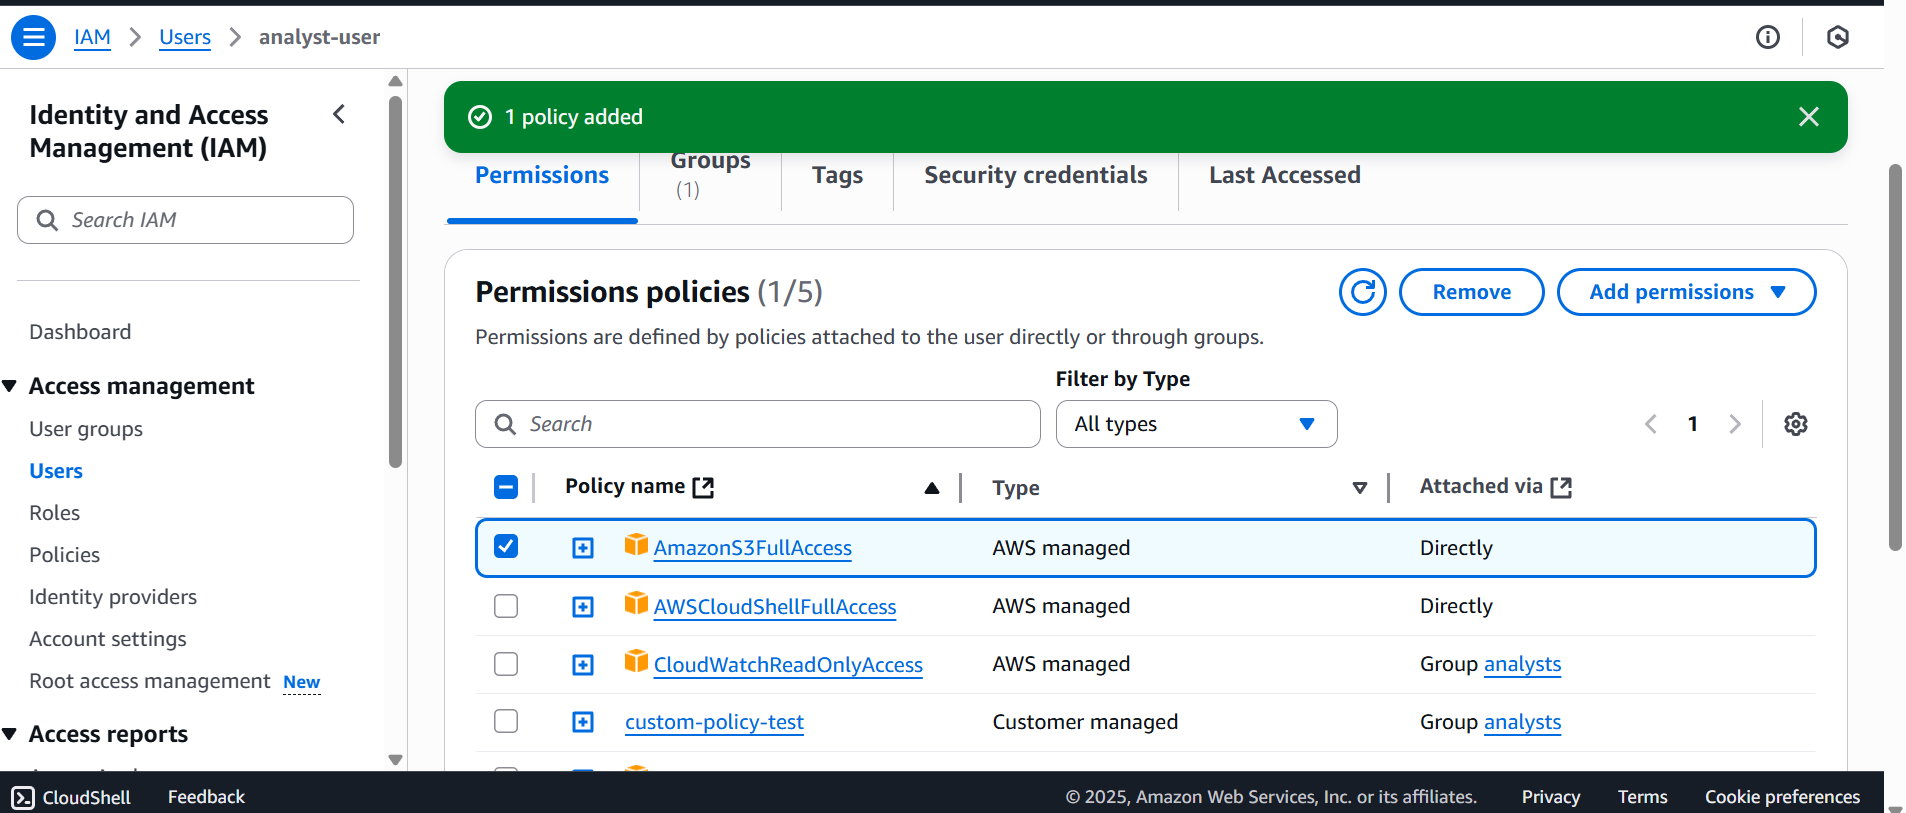 IAM > Users > analyst-user
Identity and Access
Management (IAM)
Search IAM
Dashboard
Access management
User groups
Users
Roles
Policies
Identity providers
Account settings
Root access management New
Access reports
1 policy added
Permissions
Groups
(1)
Tags
Security credentials
Last Accessed
Permissions policies (1/5)
Remove
Add permissions
Permissions are defined by policies attached to the user directly or through groups.
Filter by Type
Search
All types
1
Policy name
Type
Attached via
AmazonS3FullAccess AWS managed Directly
AWSCloudShellFullAccess AWS managed Directly
CloudWatchReadOnlyAccess AWS managed Group analysts
custom-policy-test Customer managed Group analysts
CloudShell Feedback © 2025, Amazon Web Services, Inc. or its affiliates. Privacy Terms Cookie preferences